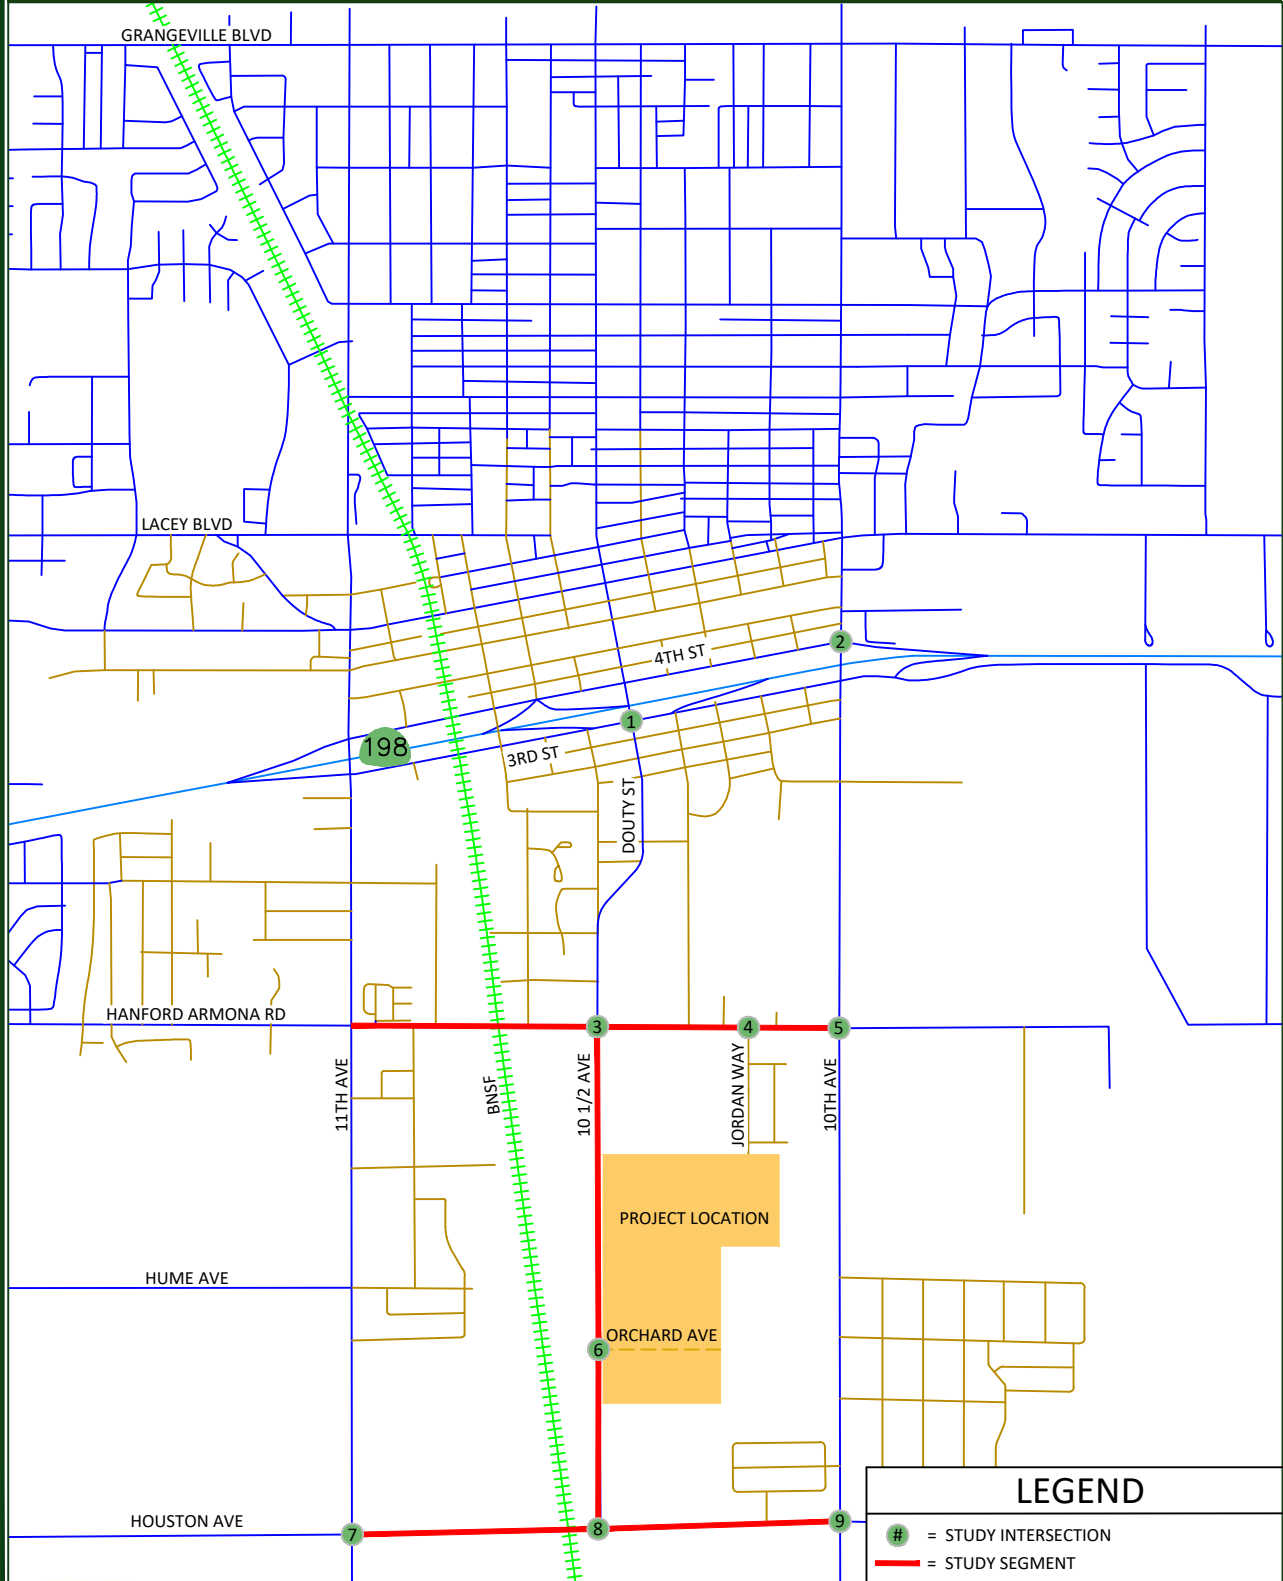 GRANGEVILLE BLVD
LACEY BLVD
2
4TH ST
1
198
3RD ST
DOUTY ST
HANFORD ARMONA RD
3
4
5
11TH AVE
BNSF
10 1/2 AVE
JORDAN WAY
10TH AVE
PROJECT LOCATION
HUME AVE
ORCHARD AVE
6
HOUSTON AVE
7
8
9
LEGEND
# = STUDY INTERSECTION
= STUDY SEGMENT